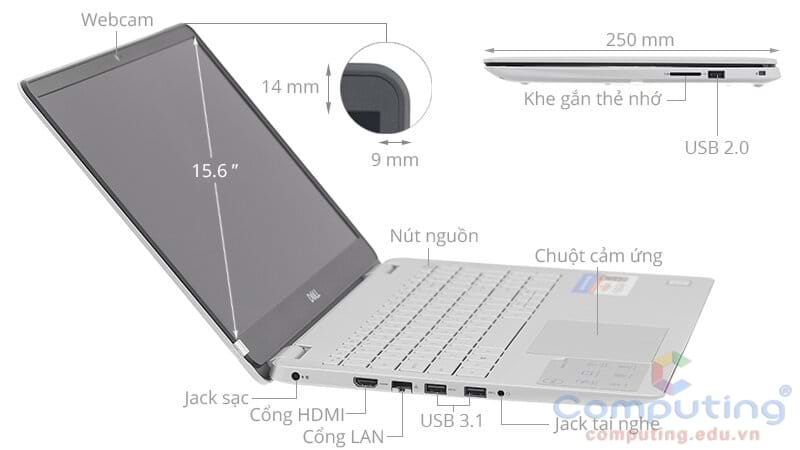 Webcam
14 mm
9 mm
250 mm
Khe gắn thẻ nhớ
USB 2.0
15.6 ”
Nút nguồn
Chuột cảm ứng
DELL
Jack sạc
Cổng HDMI
Cổng LAN
USB 3.1
Jack tai nghe
Computing®
computing.edu.vn